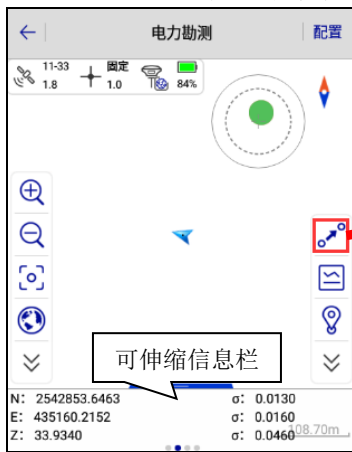 电力勘测 配置
11-33 固定
1.8 1.0 84%
可伸缩信息栏
N: 2542853.6463 σ: 0.0130
E: 435160.2152 σ: 0.0160
Z: 33.9340 σ: 0.0460 108.70m